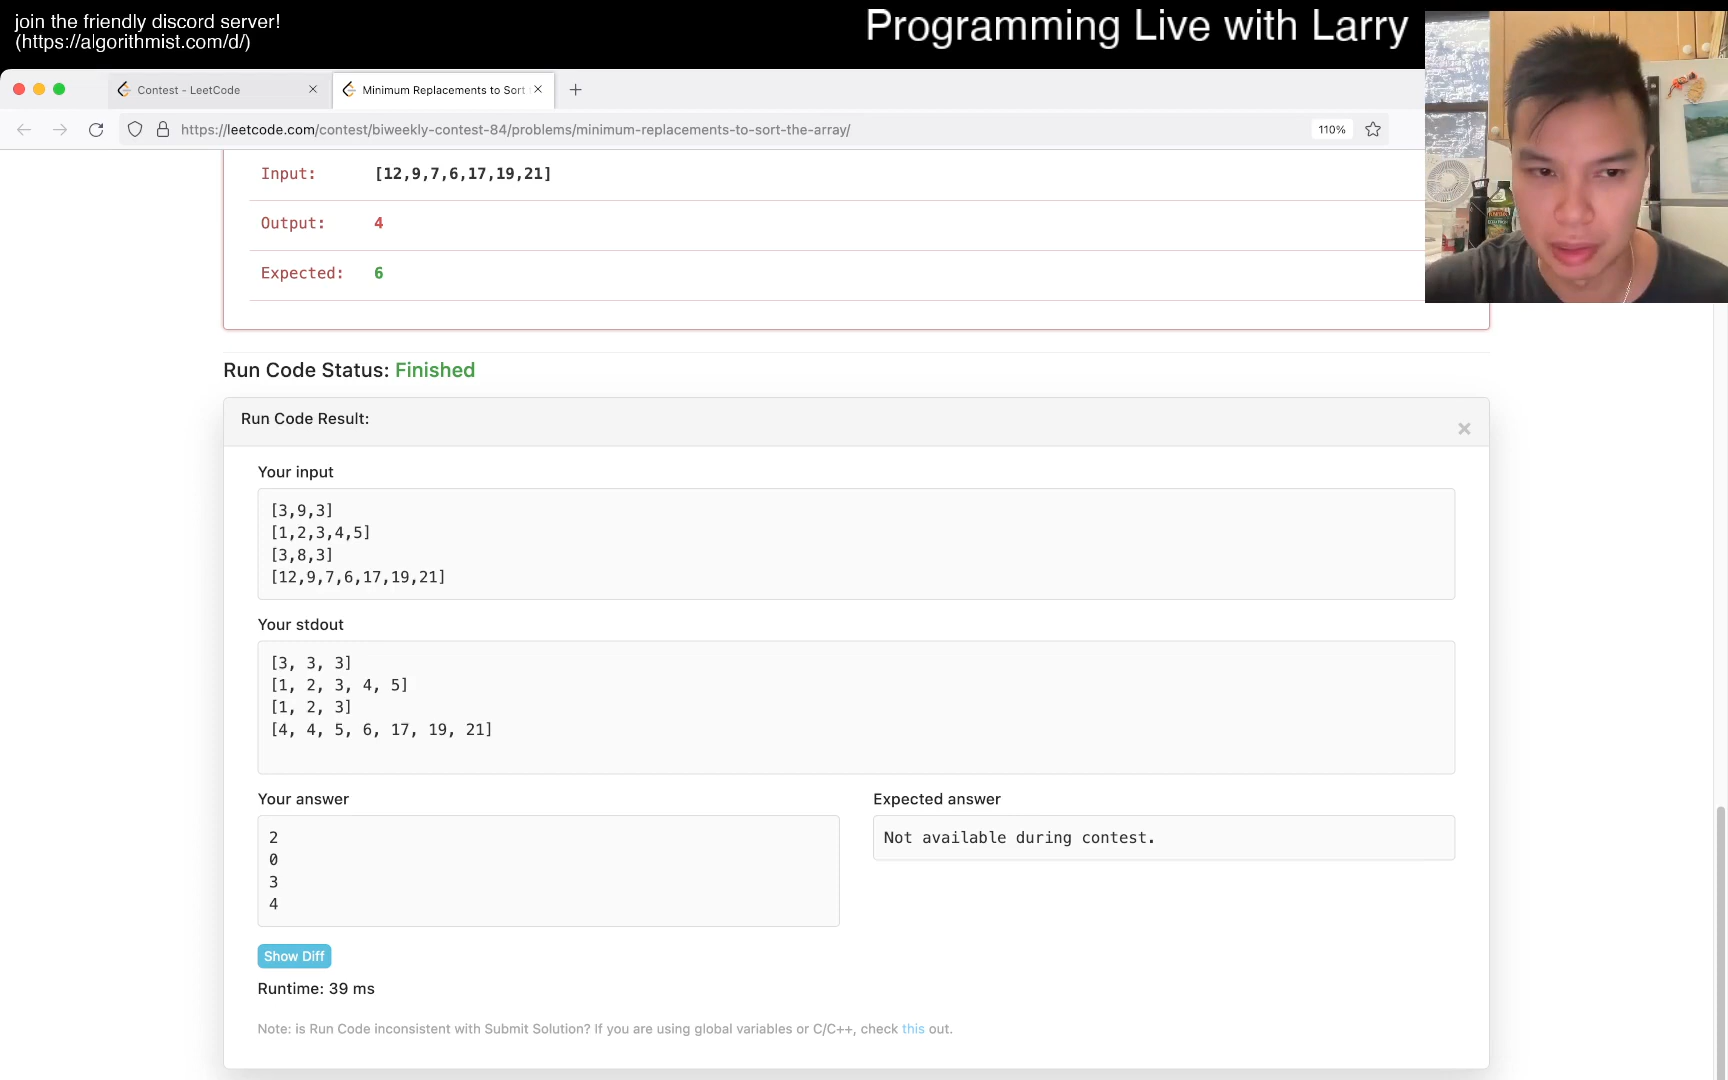 join the friendly discord server!
(https://algorithmist.com/d/)
Programming Live with Larry
Contest - LeetCode
Minimum Replacements to Sort
https://leetcode.com/contest/biweekly-contest-84/problems/minimum-replacements-to-sort-the-array/
110%
Input: [12,9,7,6,17,19,21]
Output: 4
Expected: 6
Run Code Status: Finished
Run Code Result:
Your input
[3,9,3]
[1,2,3,4,5]
[3,8,3]
[12,9,7,6,17,19,21]
Your stdout
[3, 3, 3]
[1, 2, 3, 4, 5]
[1, 2, 3]
[4, 4, 5, 6, 17, 19, 21]
Your answer
2
0
3
4
Expected answer
Not available during contest.
Show Diff
Runtime: 39 ms
Note: is Run Code inconsistent with Submit Solution? If you are using global variables or C/C++, check this out.